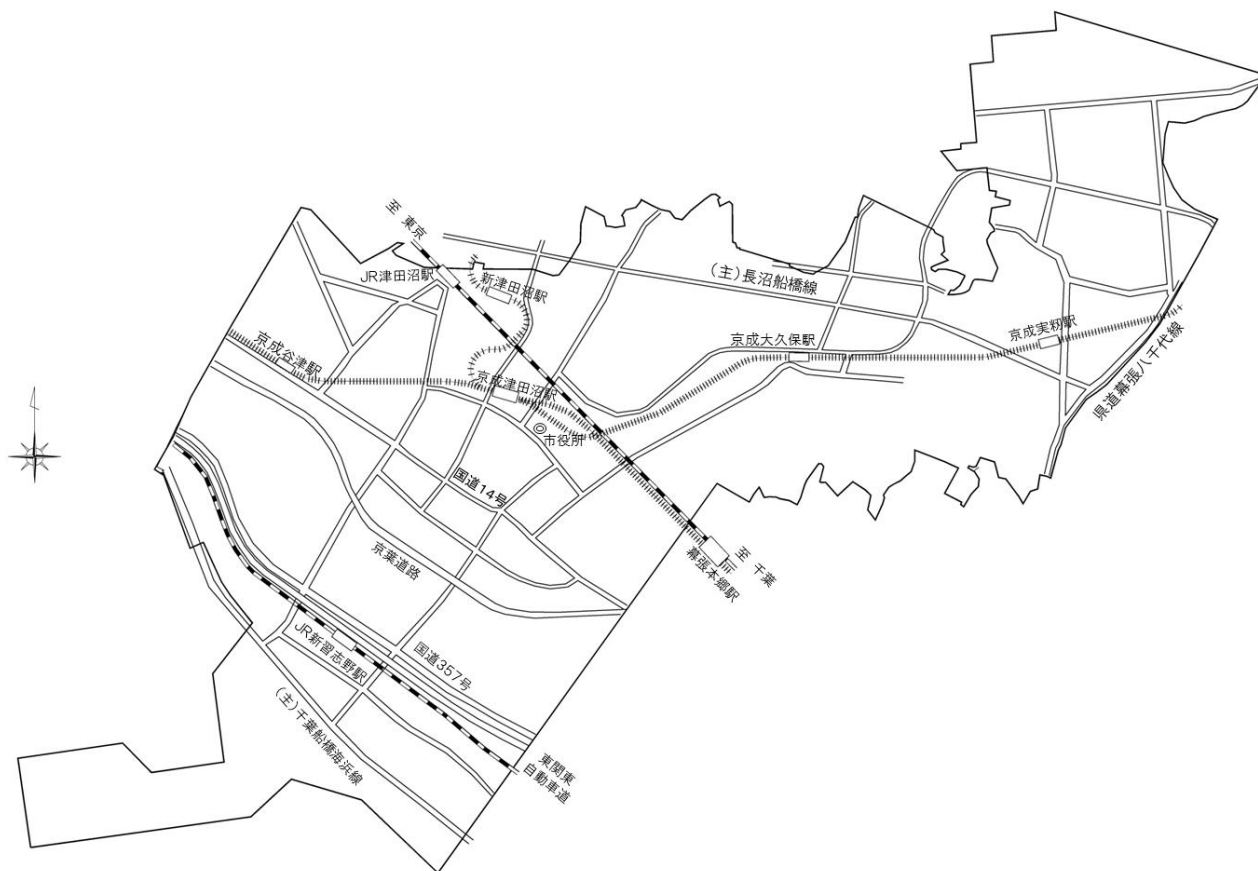 至 東京
JR津田沼駅
新津田沼駅
(主)長沼船橋線
京成谷津駅
京成大久保駅
京成実籾駅
県道幕張八千代線
京成津田沼駅
市役所
国道14号
京葉道路
至 千葉
幕張本郷駅
JR新習志野駅
国道357号
(主)千葉船橋海浜線
東関東
自動車道